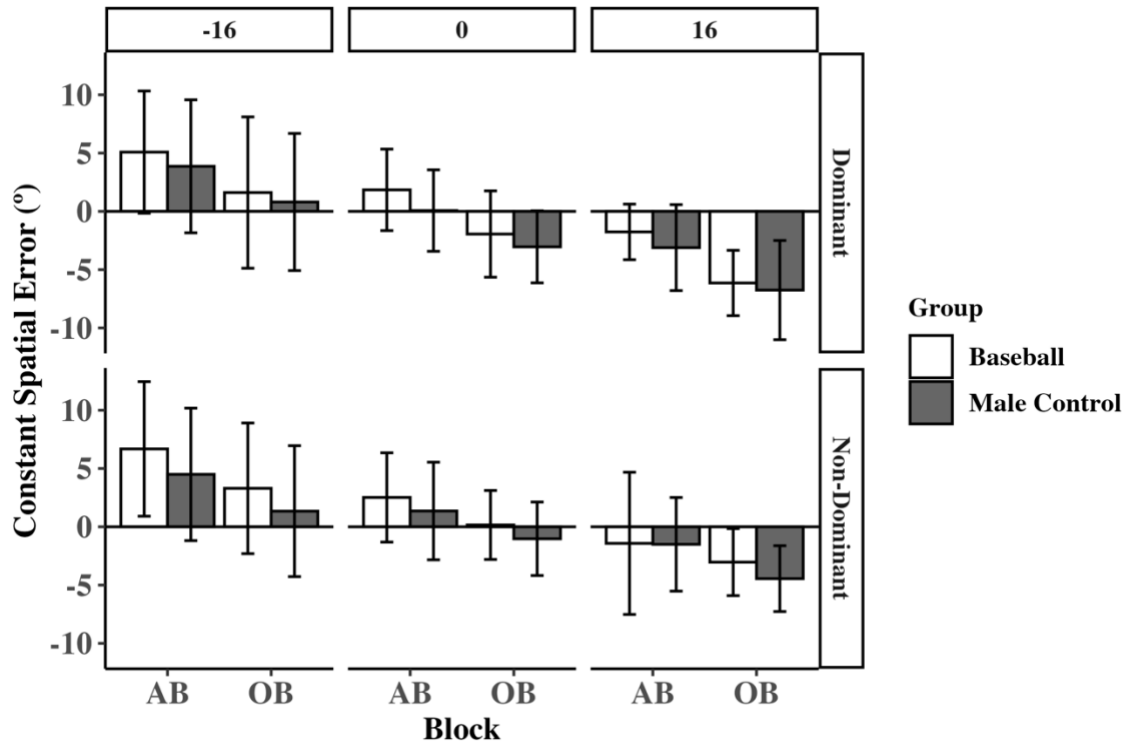 -16
0
16
Constant Spatial Error (º)
10
5
0
-5
-10
Dominant
10
5
0
-5
-10
Non-Dominant
AB
OB
AB
OB
AB
OB
Block
Group
Baseball
Male Control